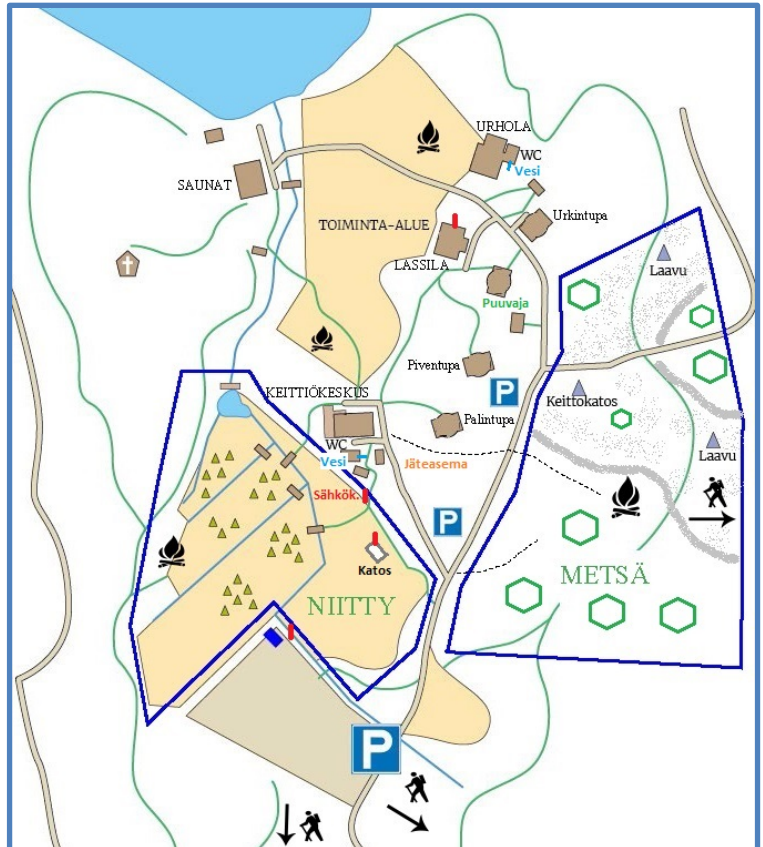 URHOLA
WC
Vesi
SAUNAT
TOIMINTA-ALUE
Urkintupa
LASSILA
Laavu
Puuvaja
Piventupa
P
KEITTIÖKESKUS
Keittokatos
Palintupa
WC
Vesi
Jäteasema
Laavu
Sähkök.
P
Katos
METSÄ
NIITTY
P